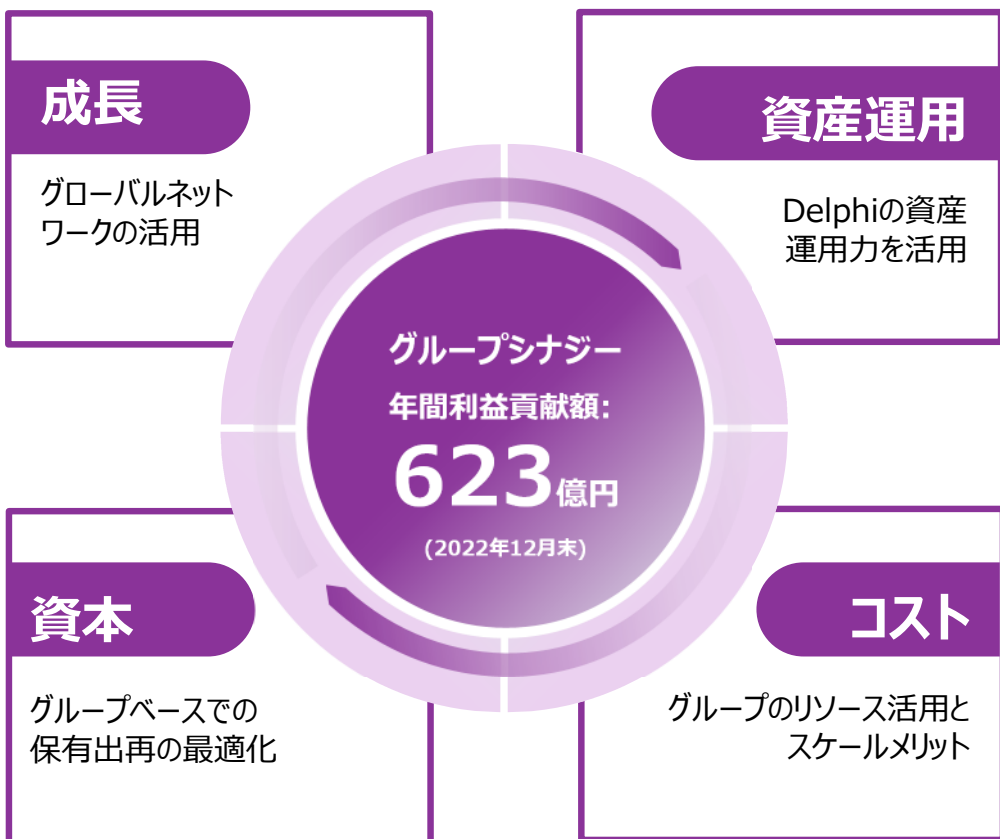 成長
グローバルネット
ワークの活用
資産運用
Delphiの資産
運用力を活用
グループシナジー
年間利益貢献額:
623億円
(2022年12月末)
資本
グループベースでの
保有出再の最適化
コスト
グループのリソース活用と
スケールメリット